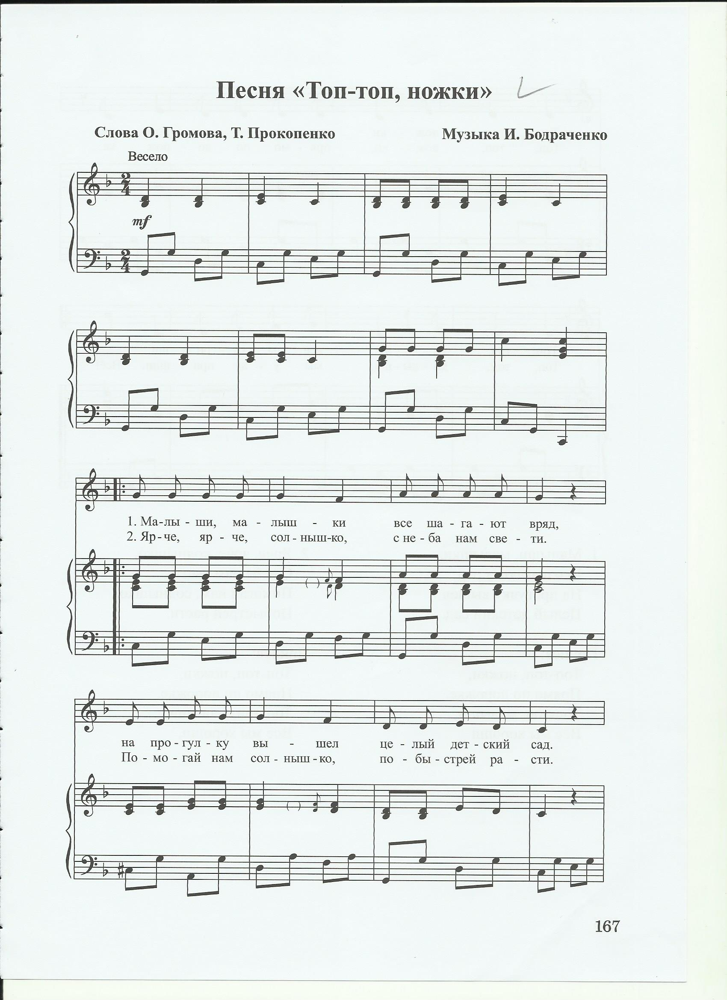 Песня «Топ-топ, ножки»
Слова О. Громова, Т. Прокопенко Музыка И. Бодраченко
Весело
mf
1. Ма-лы - ши, ма - лыш - ки все ша - га - ют вряд,
2. Яр-че, яр - че, сол - ныш-ко, с не - ба нам све - ти.
на про - гул - ку вы - шел це - лый дет - ский сад.
По - мо - гай нам сол - ныш - ко, по - бы - стрей ра - сти.
167